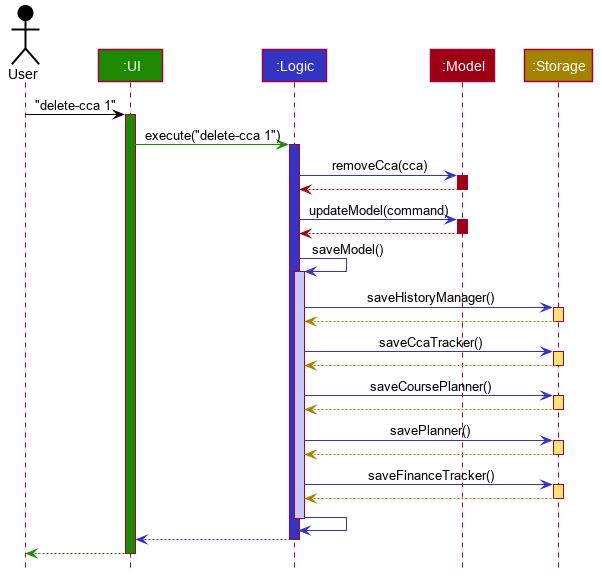 User
:UI
:Logic
:Model
:Storage
"delete-cca 1"
execute("delete-cca 1")
removeCca(cca)
updateModel(command)
saveModel()
saveHistoryManager()
saveCcaTracker()
saveCoursePlanner()
savePlanner()
saveFinanceTracker()